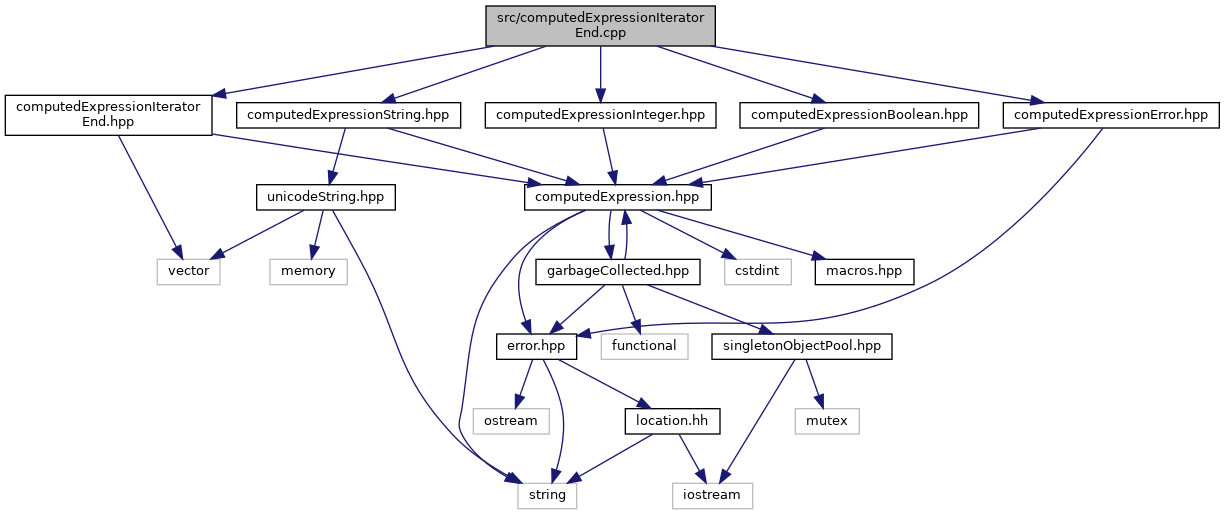 src/computedExpressionIterator
End.cpp
computedExpressionIterator
End.hpp
computedExpressionString.hpp
computedExpressionInteger.hpp
computedExpressionBoolean.hpp
computedExpressionError.hpp
unicodeString.hpp
computedExpression.hpp
vector
memory
garbageCollected.hpp
cstdint
macros.hpp
error.hpp
functional
singletonObjectPool.hpp
ostream
location.hh
mutex
string
iostream